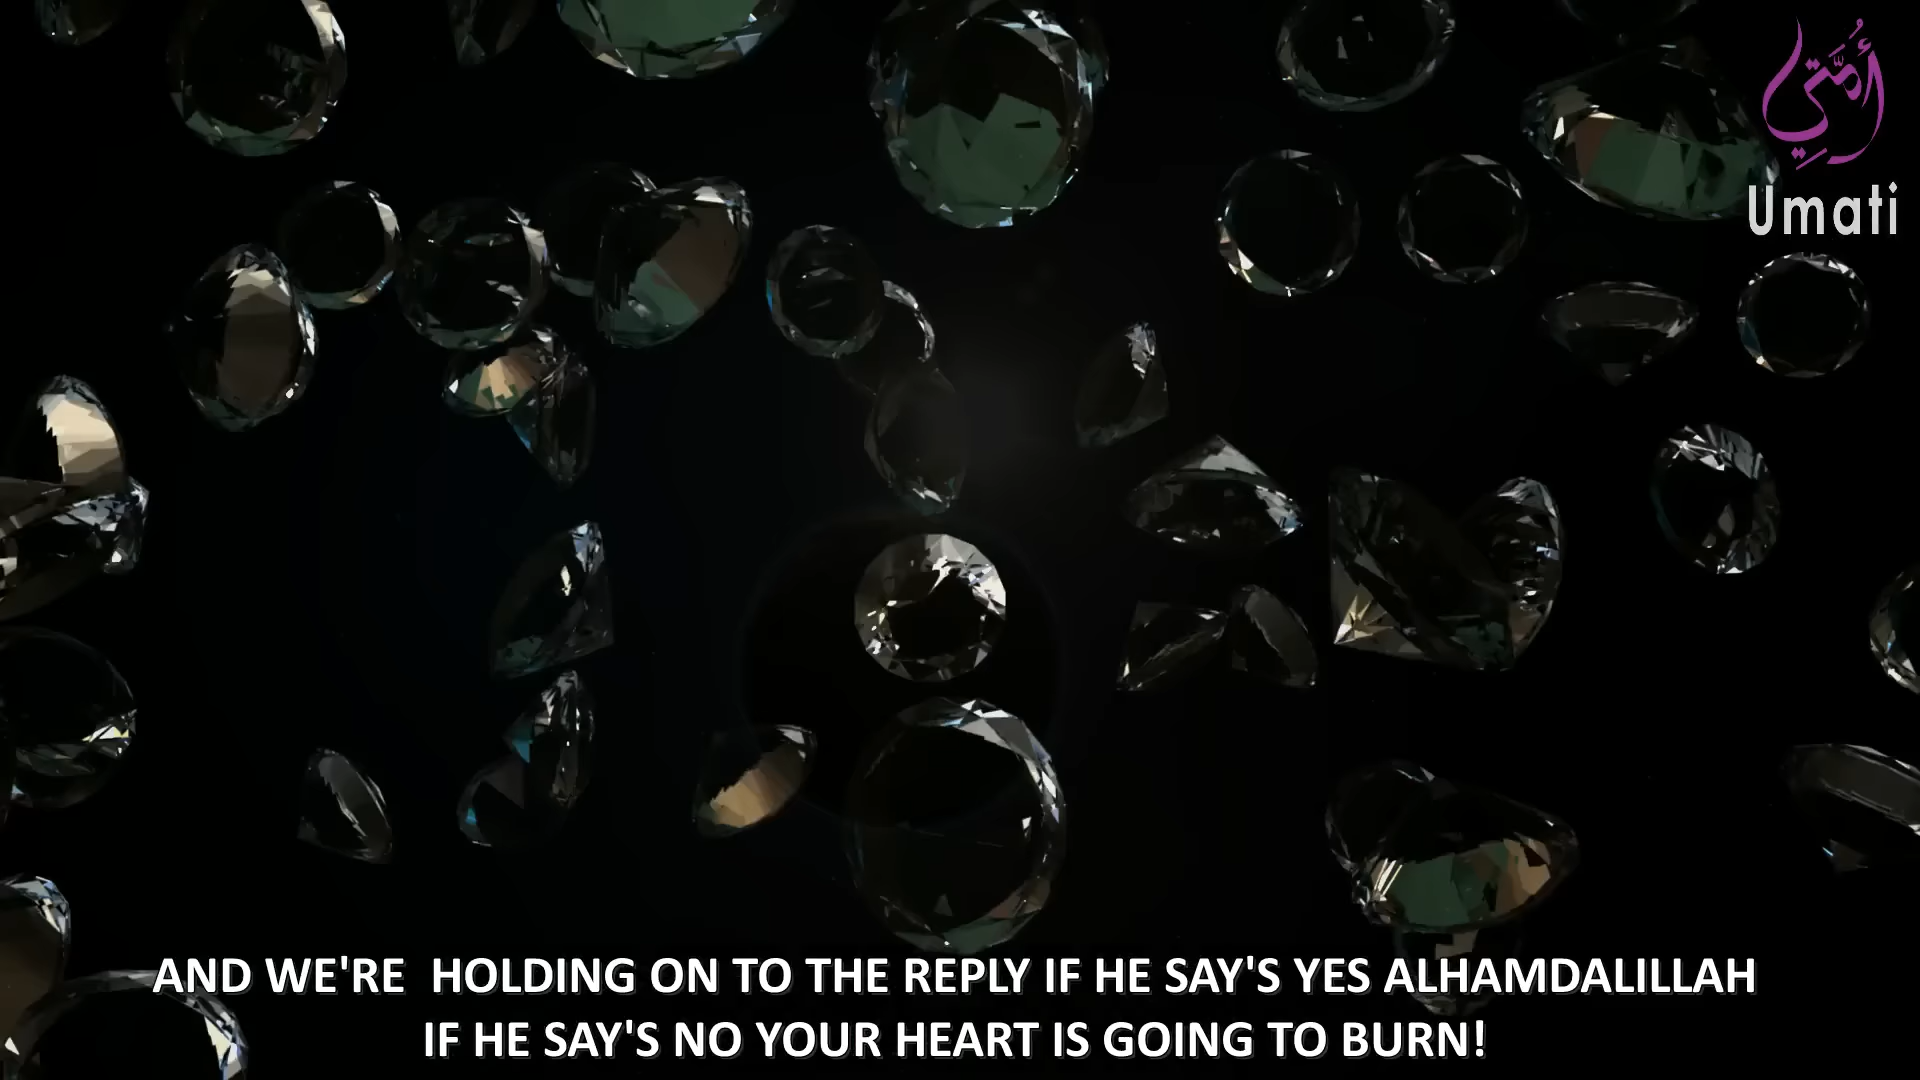 أُمَّتِي
Umati
AND WE'RE  HOLDING ON TO THE REPLY IF HE SAY'S YES ALHAMDALILLAH
IF HE SAY'S NO YOUR HEART IS GOING TO BURN!